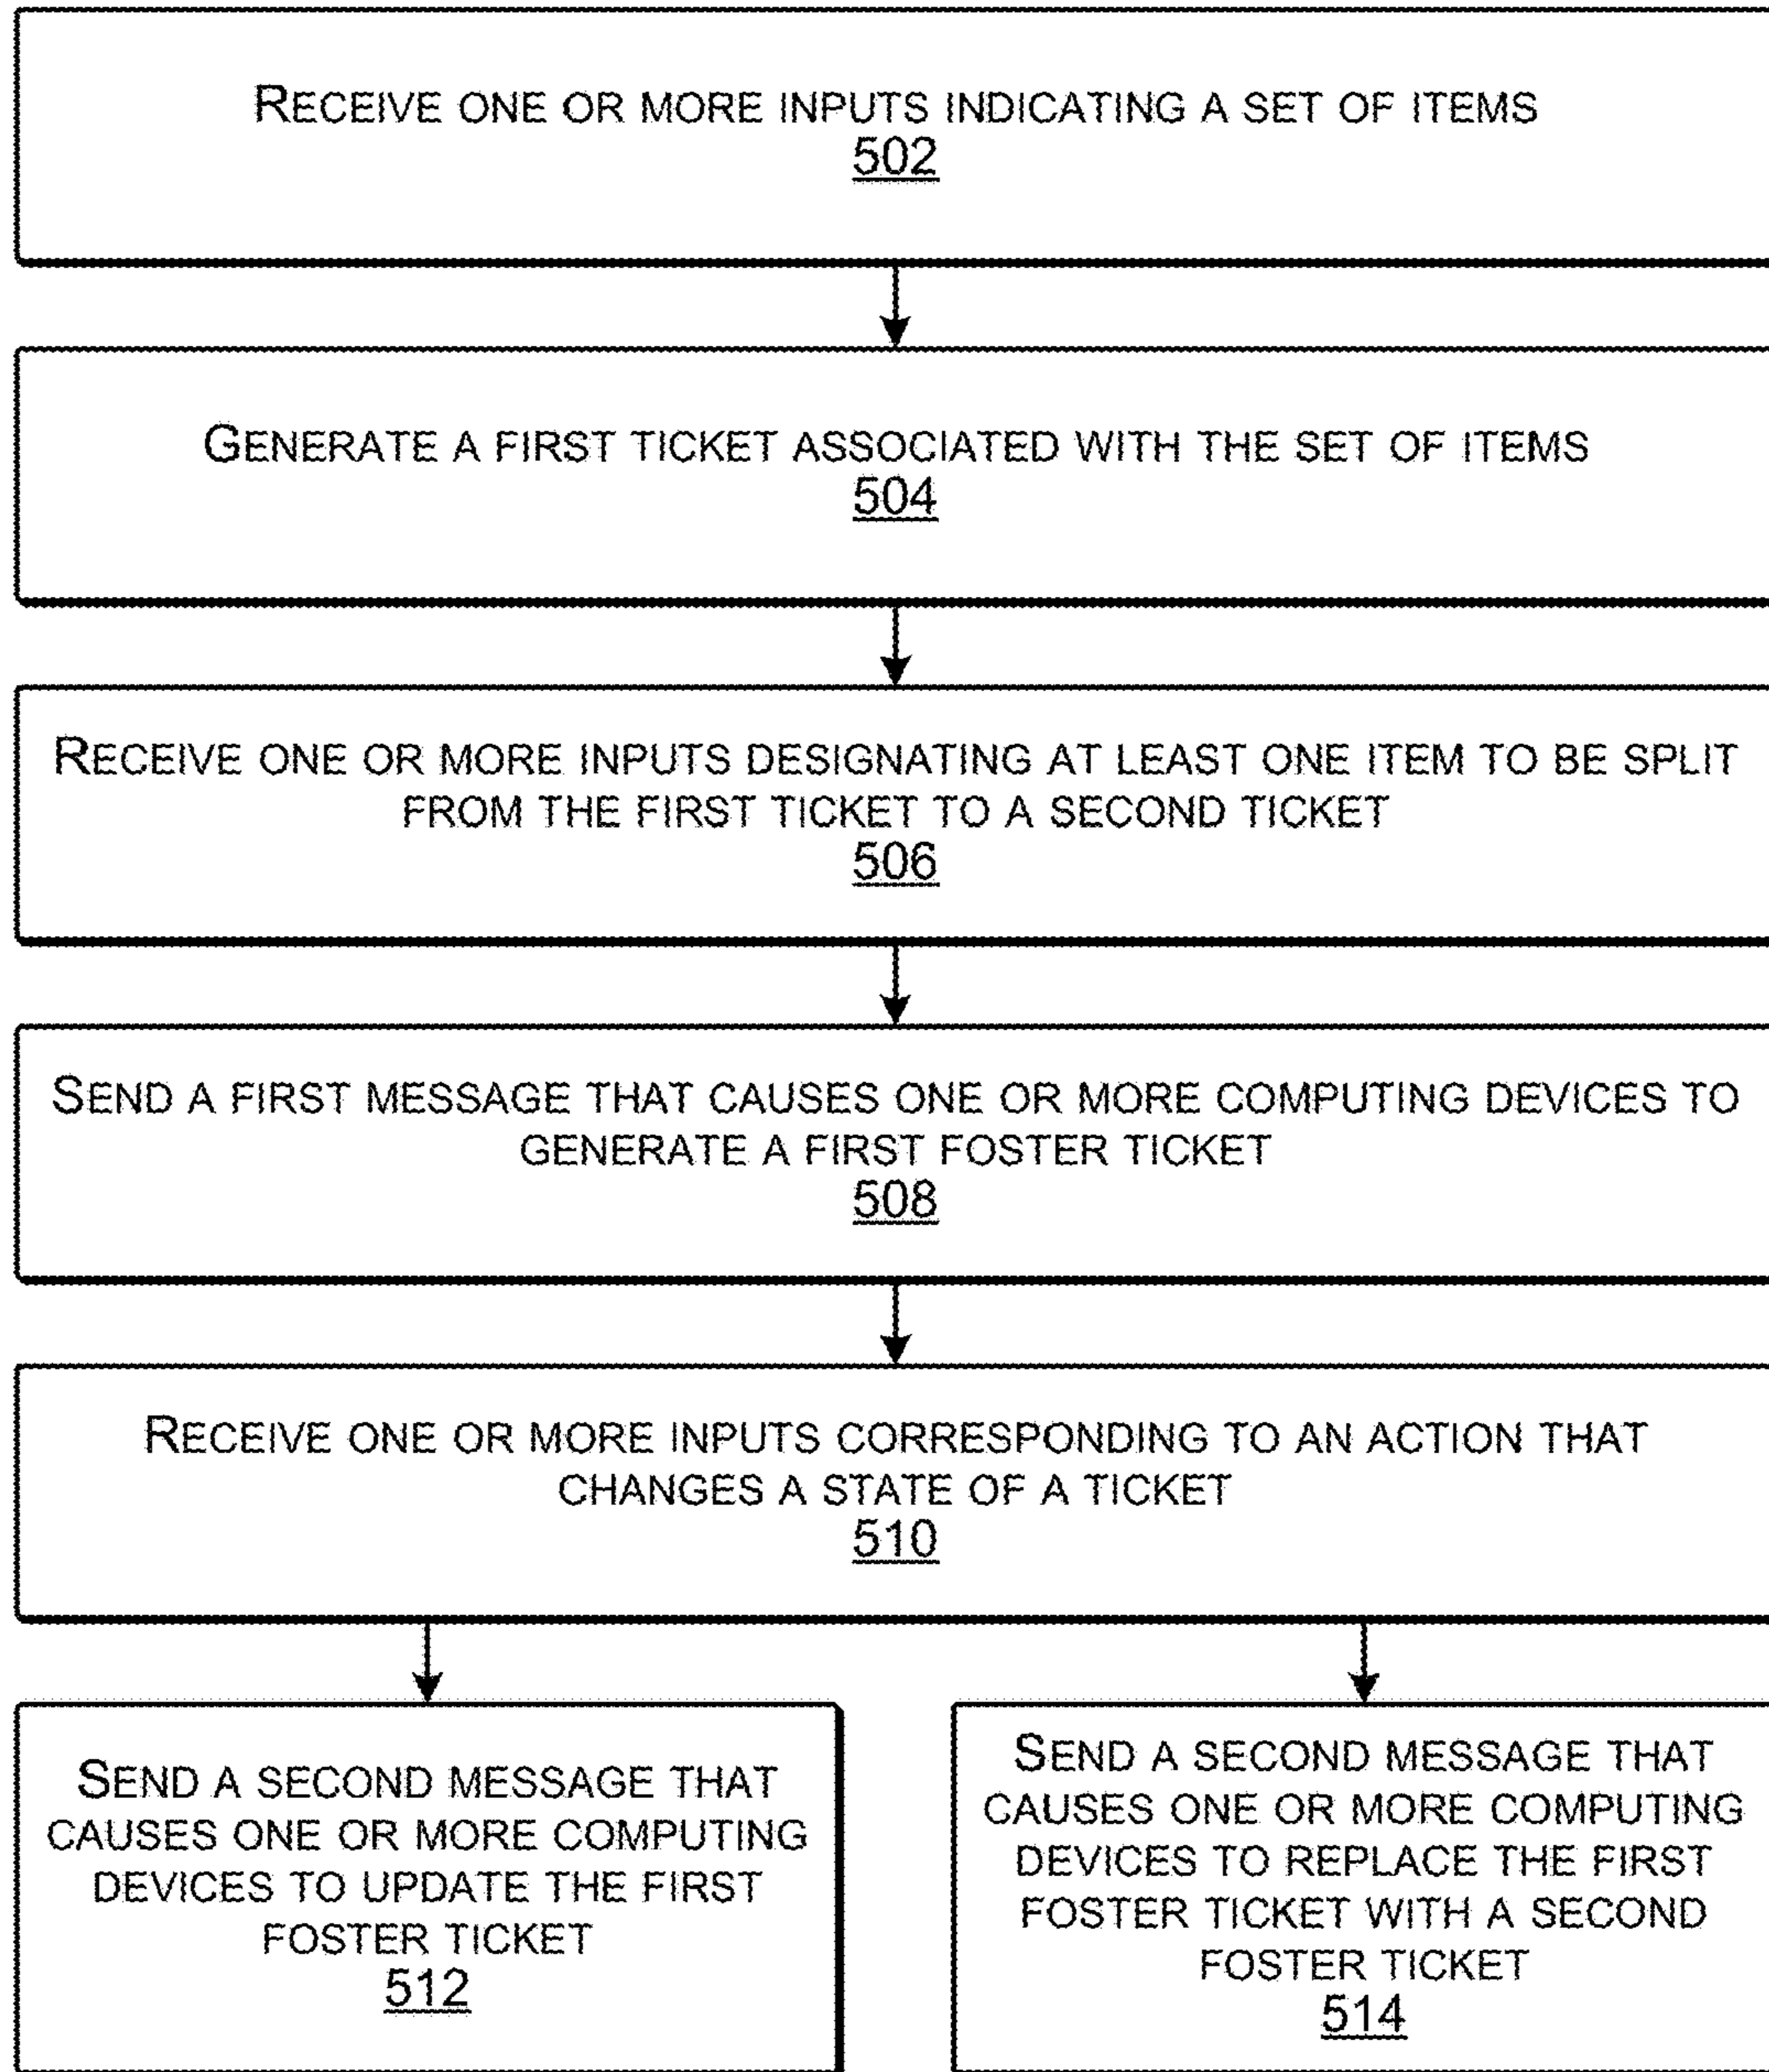 RECEIVE ONE OR MORE INPUTS INDICATING A SET OF ITEMS
502
GENERATE A FIRST TICKET ASSOCIATED WITH THE SET OF ITEMS
504
RECEIVE ONE OR MORE INPUTS DESIGNATING AT LEAST ONE ITEM TO BE SPLIT
FROM THE FIRST TICKET TO A SECOND TICKET
506
SEND A FIRST MESSAGE THAT CAUSES ONE OR MORE COMPUTING DEVICES TO
GENERATE A FIRST FOSTER TICKET
508
RECEIVE ONE OR MORE INPUTS CORRESPONDING TO AN ACTION THAT
CHANGES A STATE OF A TICKET
510
SEND A SECOND MESSAGE THAT
CAUSES ONE OR MORE COMPUTING
DEVICES TO UPDATE THE FIRST
FOSTER TICKET
512
SEND A SECOND MESSAGE THAT
CAUSES ONE OR MORE COMPUTING
DEVICES TO REPLACE THE FIRST
FOSTER TICKET WITH A SECOND
FOSTER TICKET
514